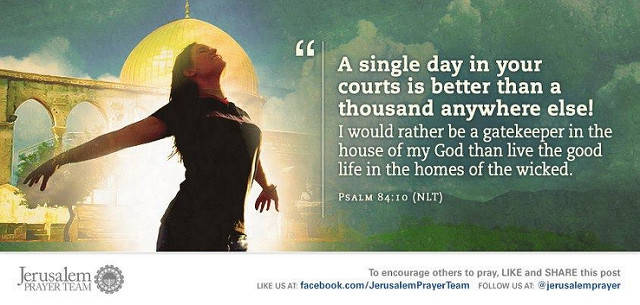 “
A single day in your
courts is better than a
thousand anywhere else!
I would rather be a gatekeeper in the
house of my God than live the good
life in the homes of the wicked.
Psalm 84:10 (NLT)
Jerusalem
PRAYER TEAM
To encourage others to pray, LIKE and SHARE this post
LIKE US AT: facebook.com/JerusalemPrayerTeam FOLLOW US AT: @jerusalemprayer